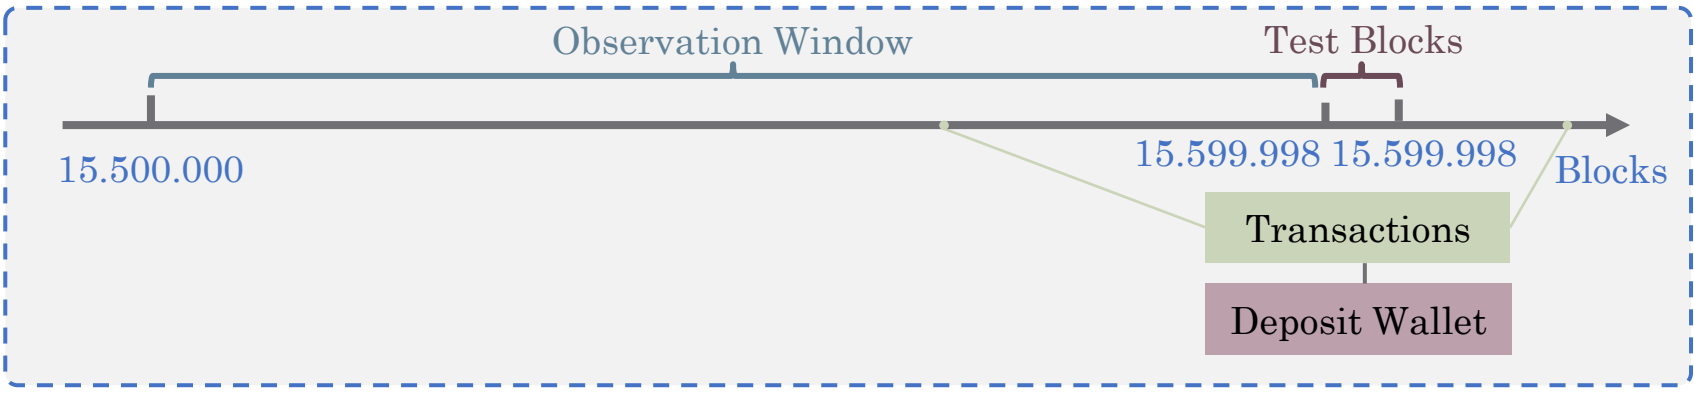 Observation Window
Test Blocks
15.500.000
15.599.998
15.599.998
Blocks
Transactions
Deposit Wallet